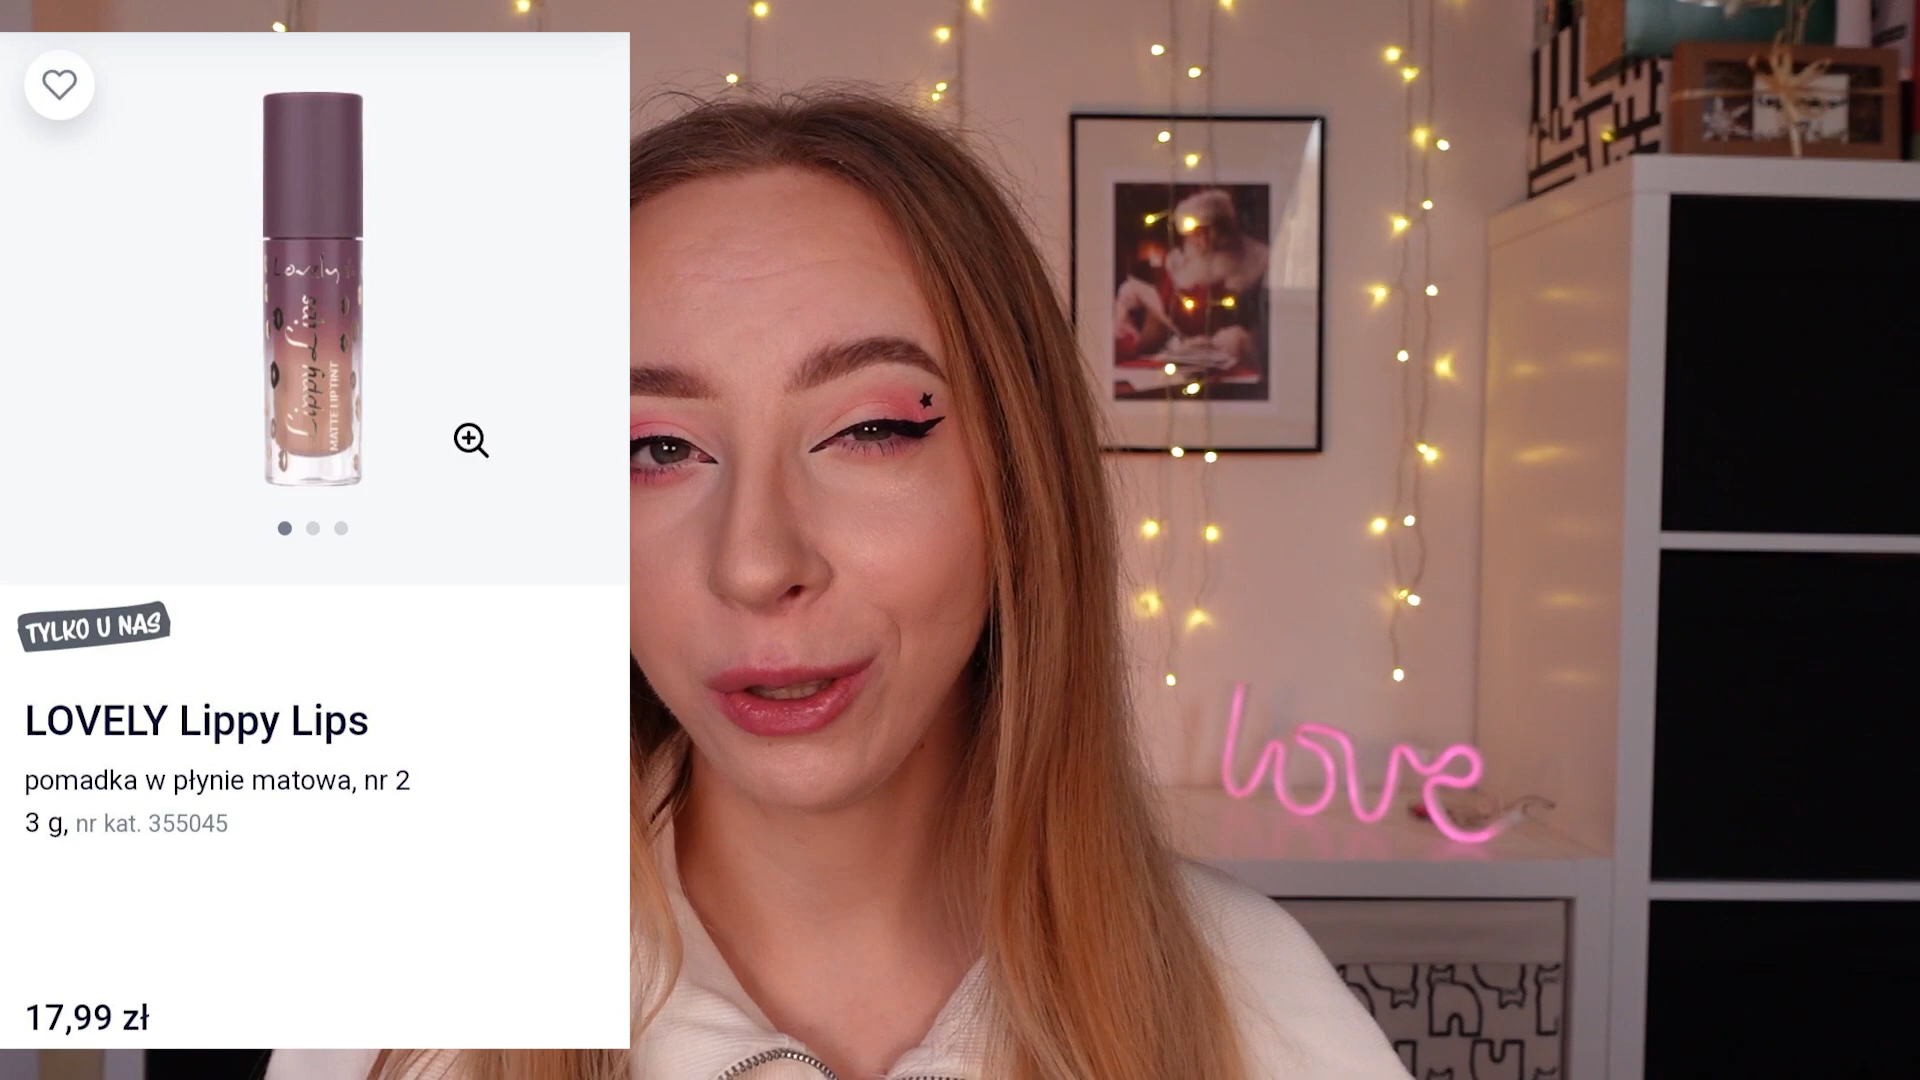 Lovely
Lippy Lips
MATTE LIP TINT
TYLKO U NAS
LOVELY Lippy Lips
pomadka w płynie matowa, nr 2
3 g, nr kat. 355045
17,99 zł
love